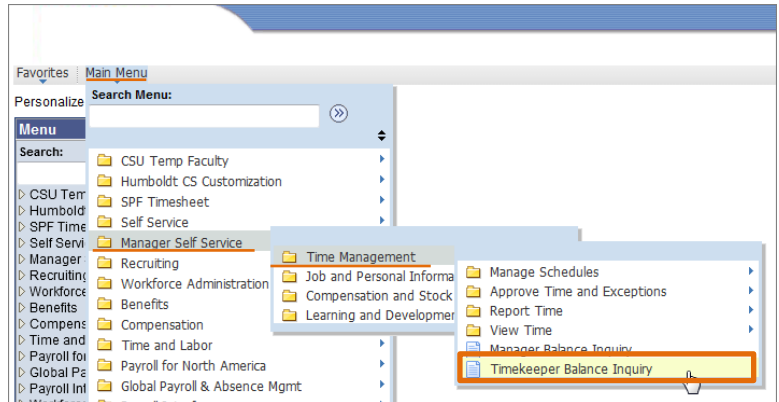 Favorites Main Menu
Personalize
Search Menu:
Menu
Search:
CSU Temp Faculty
Humboldt CS Customization
SPF Timesheet
Self Service
Manager Self Service
Recruiting
Workforce Administration
Benefits
Compensation
Time and Labor
Payroll for North America
Global Payroll & Absence Mgmt
CSU Tem
Humboldt
SPF Time
Self Servi
Manager
Recruiting
Workforce
Benefits
Compens
Time and
Payroll for
Global Pa
Payroll Int
Time Management
Job and Personal Informa
Compensation and Stock
Learning and Developmer
Manage Schedules
Approve Time and Exceptions
Report Time
View Time
Manager Balance Inquiry
Timekeeper Balance Inquiry